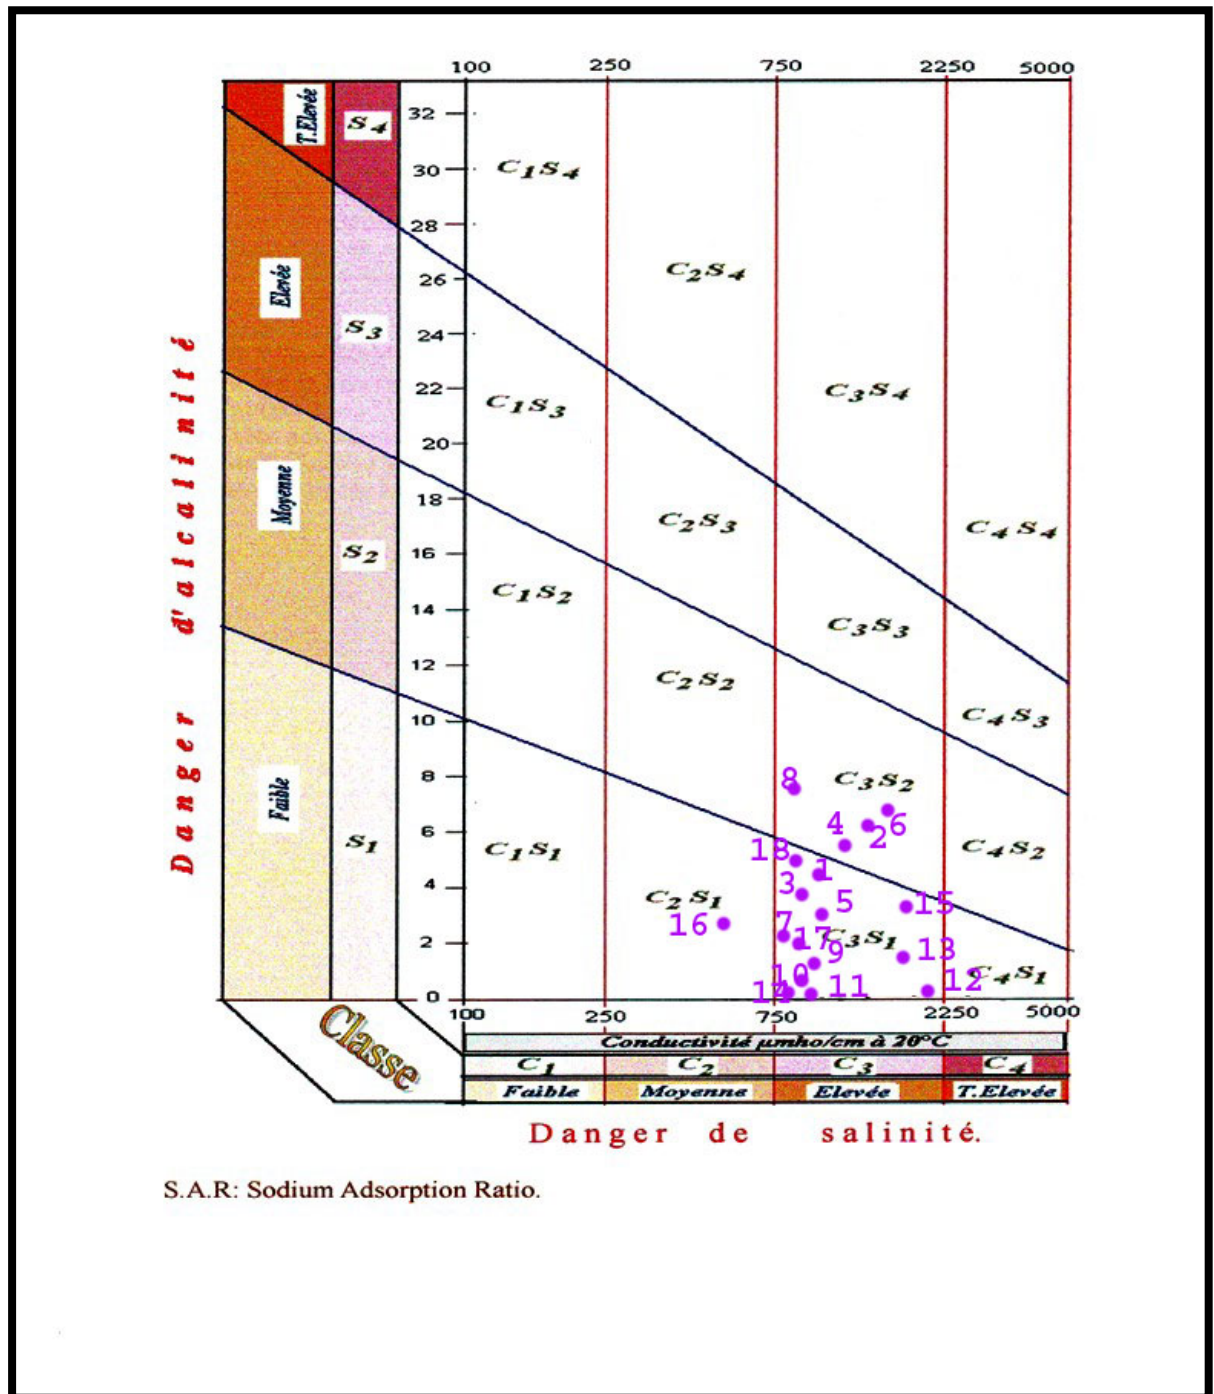 100 250 750 2250 5000
T.Elevée S4 32
C1S4 30
28
Elevée C2S4 26
S3 24
C3S4 22
C1S3 20
Moyenne C2S3 18
C4S4
S2 16
C1S2 14
C3S3
12
C2S2
C4S3 10
8 C3S2 8
Faible
4 2 6 6
S1 C1S1 18 C4S2
1
3 4
C2S1 5 15
16 7 17 C3S1 2
9 13
10 12 C4S1
14 11 0
100 250 750 2250 5000
Danger d'alcalimité
Classe
Conductivité µmho/cm à 20°C
C1 C2 C3 C4
Faible Moyenne Elevée T.Elevée
Danger de salinité.
S.A.R: Sodium Adsorption Ratio.